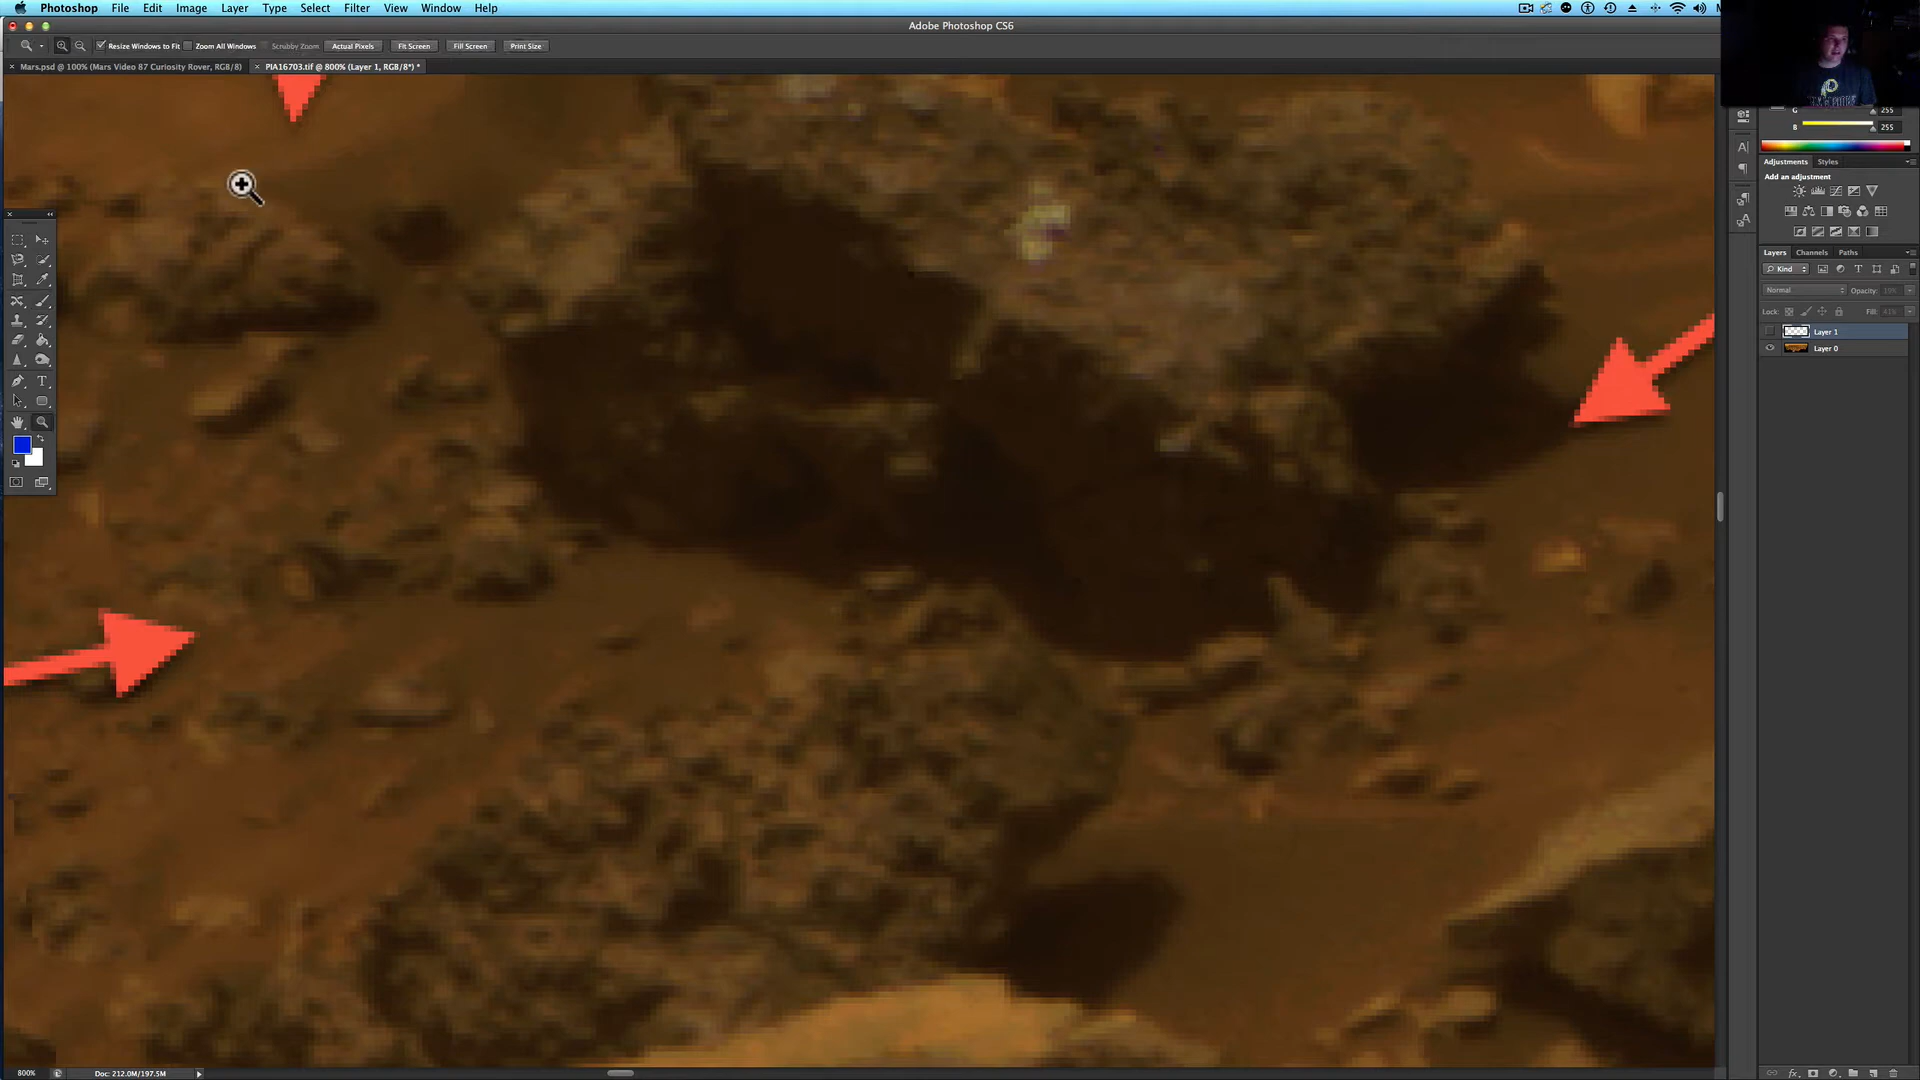 Photoshop File Edit Image Layer Type Select Filter View Window Help
Adobe Photoshop CS6
Resize Windows to Fit Zoom All Windows Scrubby Zoom Actual Pixels Fit Screen Fill Screen Print Size
Mars.psd @ 100% (Mars Video 87 Curiosity Rover, RGB/8) PIA16703.tif @ 800% (Layer 1, RGB/8*) *
G 255
B 255
Adjustments Styles
Add an adjustment
Layers Channels Paths
Kind
Normal Opacity:
Lock: Fill:
Layer 1
Layer 0
800% Doc: 212.0M/197.5M